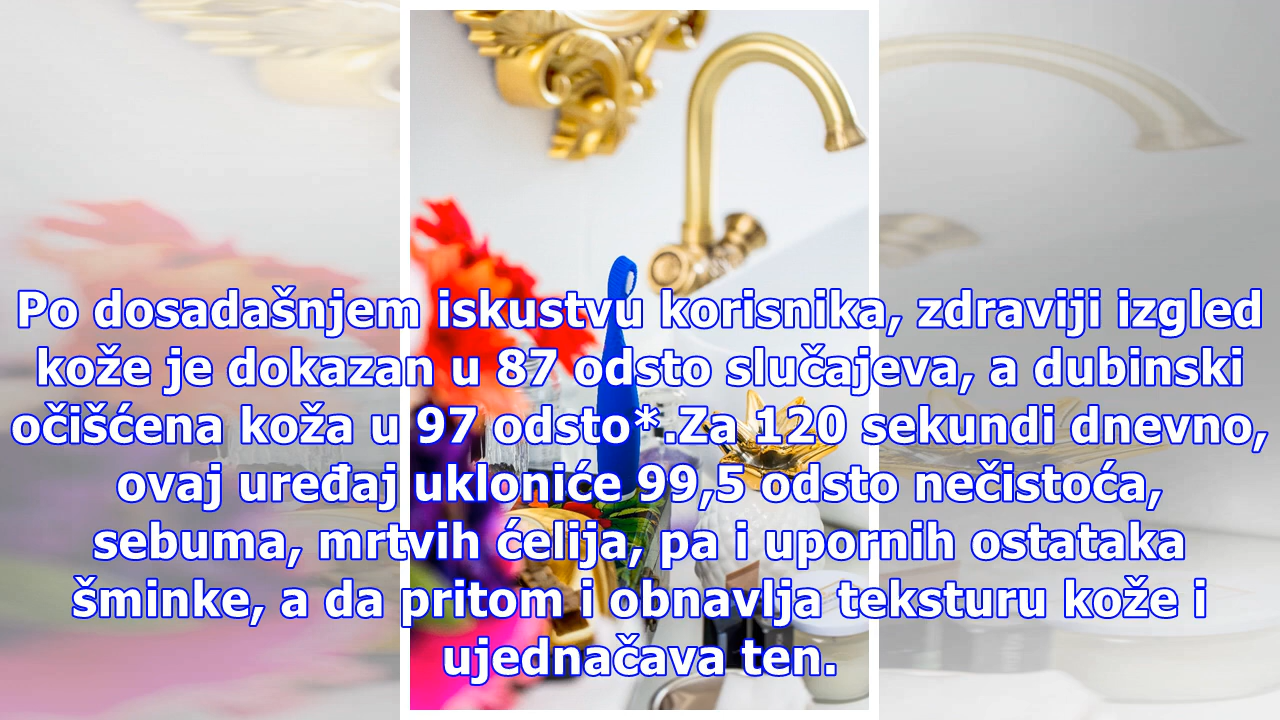 Po dosadašnjem iskustvu korisnika, zdraviji izgled
kože je dokazan u 87 odsto slučajeva, a dubinski
očišćena koža u 97 odsto*.Za 120 sekundi dnevno,
ovaj uređaj ukloniće 99,5 odsto nečistoća,
sebuma, mrtvih ćelija, pa i upornih ostataka
šminke, a da pritom i obnavlja teksturu kože i
ujednačava ten.